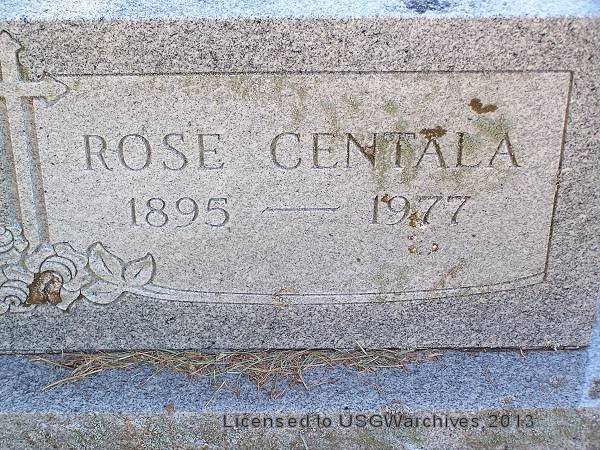 ROSE CENTALA
1895 — 1977
Licensed to USGWarchives, 2013